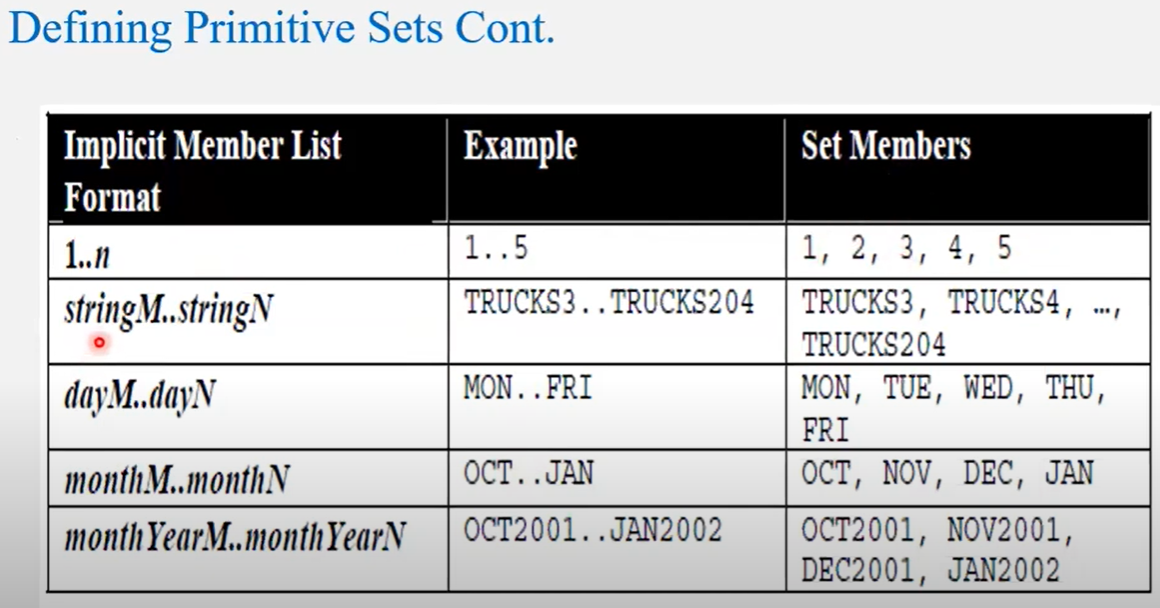 Defining Primitive Sets Cont.
Implicit Member List
Format
Example
Set Members
1..n
1..5
1, 2, 3, 4, 5
stringM..stringN
TRUCKS3..TRUCKS204
TRUCKS3, TRUCKS4, …,
TRUCKS204
dayM..dayN
MON..FRI
MON, TUE, WED, THU,
FRI
monthM..monthN
OCT..JAN
OCT, NOV, DEC, JAN
monthYearM..monthYearN
OCT2001..JAN2002
OCT2001, NOV2001,
DEC2001, JAN2002